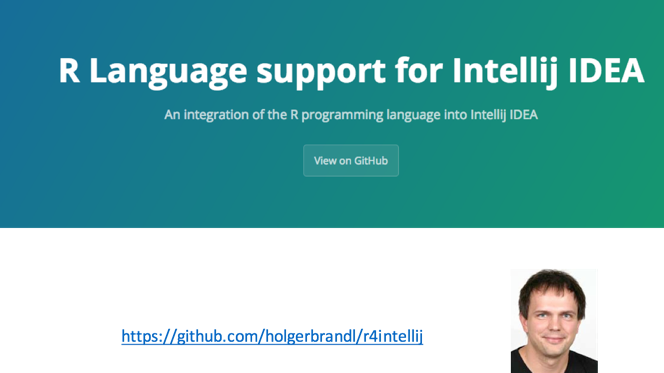 R Language support for Intellij IDEA
An integration of the R programming language into Intellij IDEA
View on GitHub
https://github.com/holgerbrandl/r4intellij